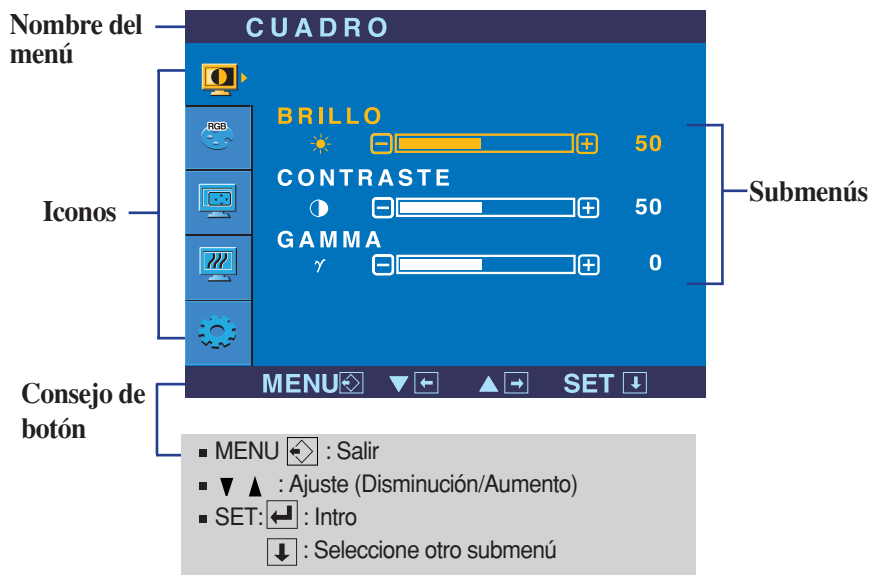 Nombre del menú
CUADRO
RGB
BRILLO
50
CONTRASTE
50
GAMMA
γ 0
Iconos
Submenús
MENU ▼ ▲ SET
Consejo de botón
▪ MENU : Salir
▪ ▼ ▲ : Ajuste (Disminución/Aumento)
▪ SET: : Intro
: Seleccione otro submenú